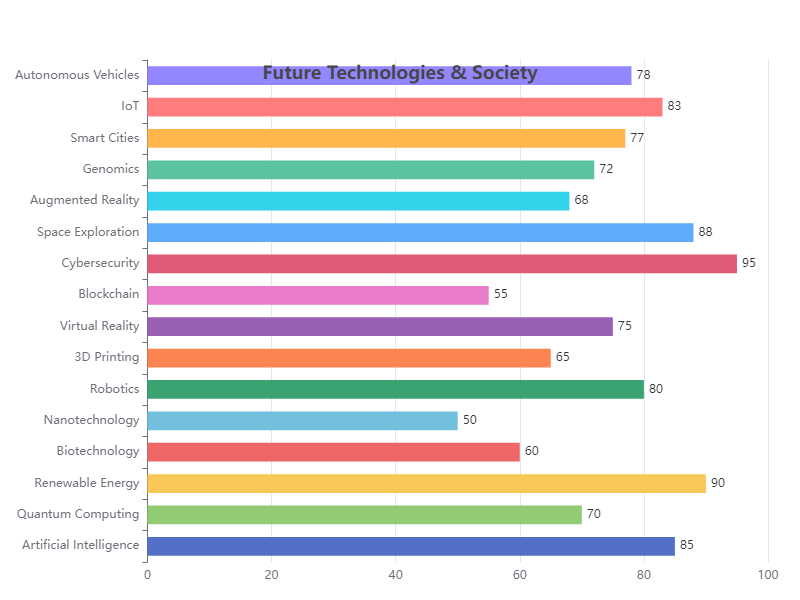 Future Technologies & Society
Autonomous Vehicles 78
IoT 83
Smart Cities 77
Genomics 72
Augmented Reality 68
Space Exploration 88
Cybersecurity 95
Blockchain 55
Virtual Reality 75
3D Printing 65
Robotics 80
Nanotechnology 50
Biotechnology 60
Renewable Energy 90
Quantum Computing 70
Artificial Intelligence 85
0 20 40 60 80 100